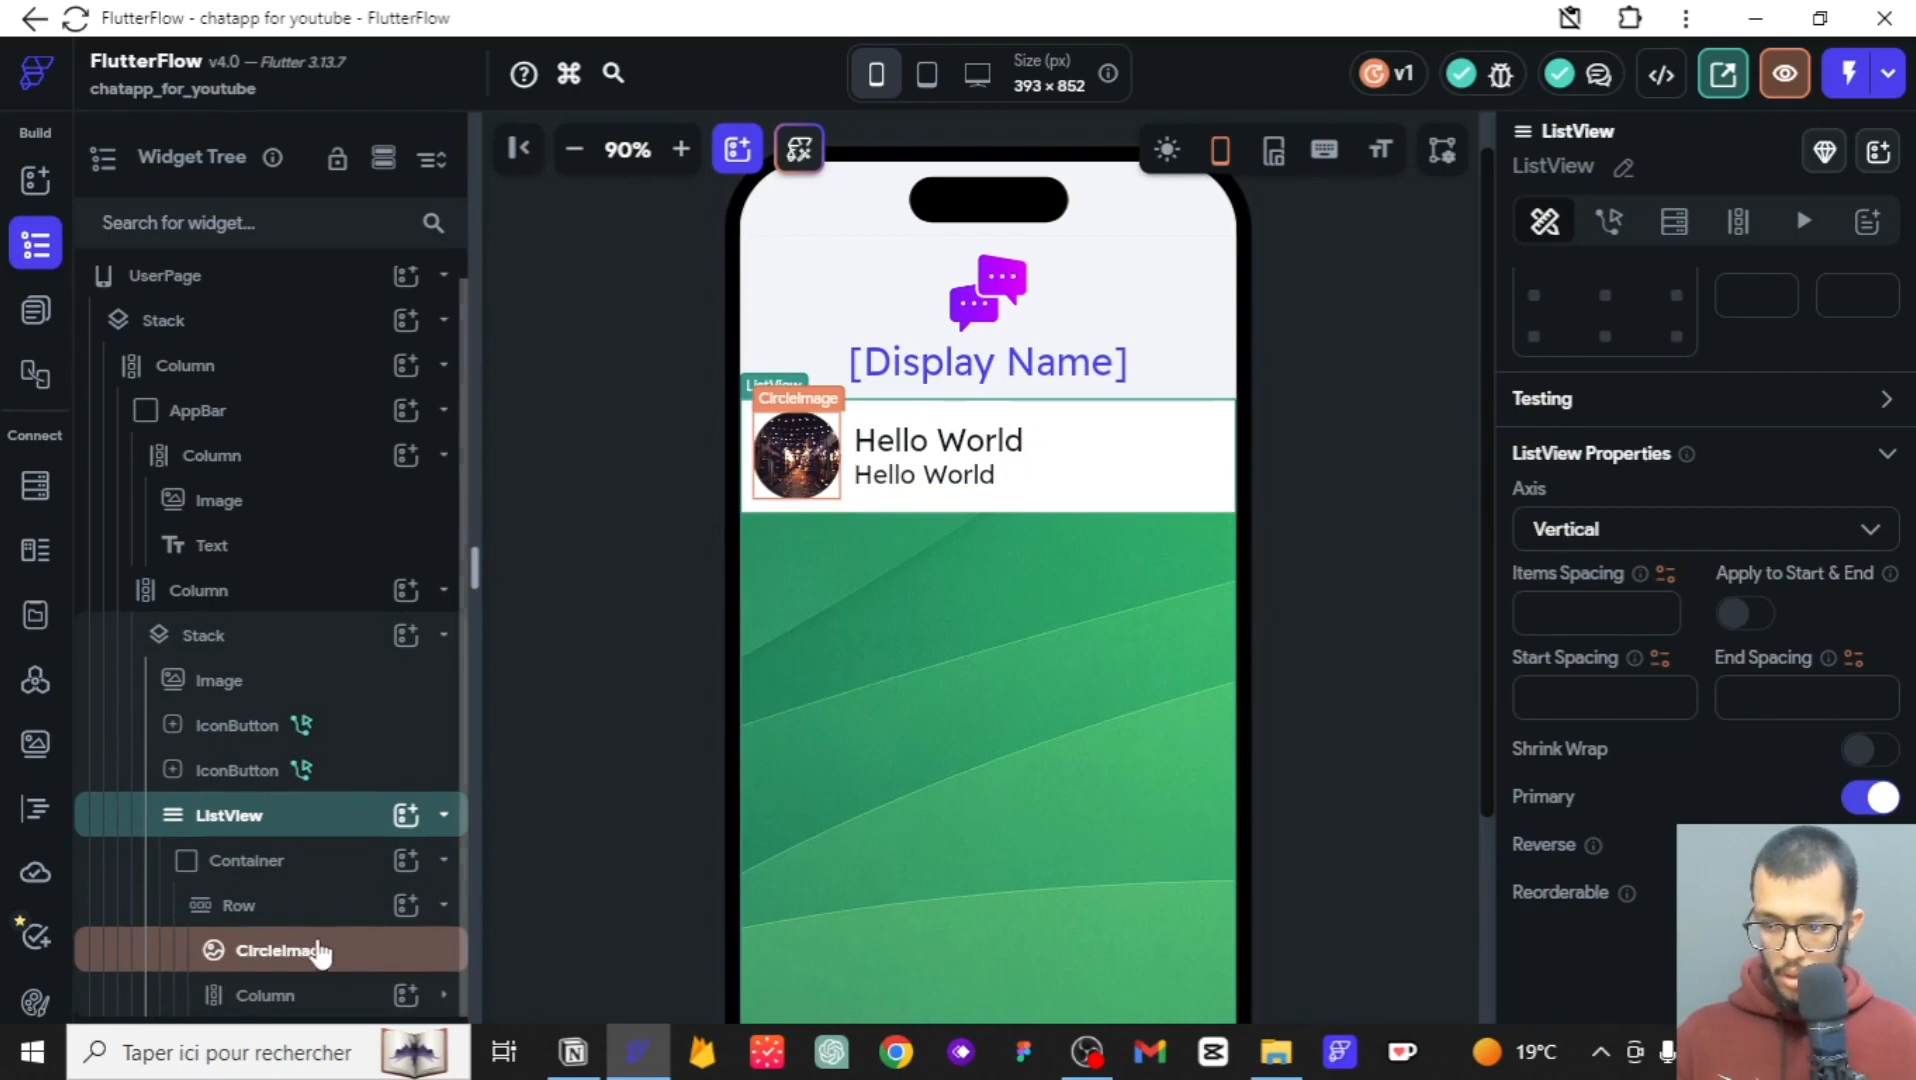 FlutterFlow - chatapp for youtube - FlutterFlow
FlutterFlow v4.0 — Flutter 3.13.7
chatapp_for_youtube
Size (px)
393 × 852
v1
Build
Connect
Widget Tree
Search for widget...
UserPage
Stack
Column
AppBar
Column
Image
Text
Column
Stack
Image
IconButton
IconButton
ListView
Container
Row
CircleImage
Column
90%
[Display Name]
ListView
CircleImage
Hello World
Hello World
ListView
ListView
Testing
ListView Properties
Axis
Vertical
Items Spacing
Apply to Start & End
Start Spacing
End Spacing
Shrink Wrap
Primary
Reverse
Reorderable
Taper ici pour rechercher
19°C